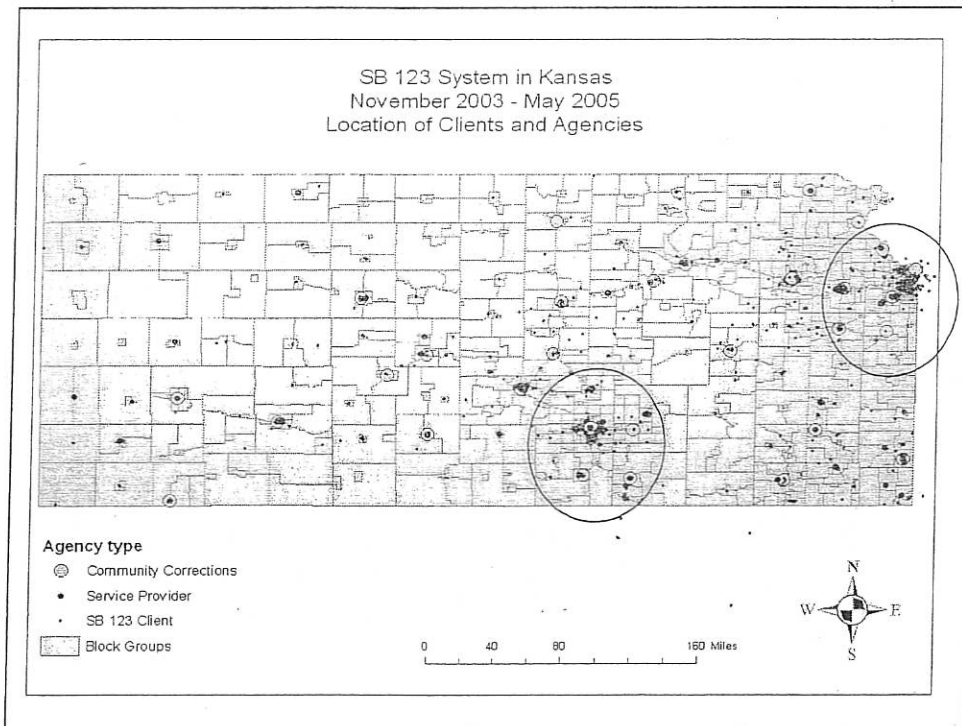 SB 123 System in Kansas
November 2003 - May 2005
Location of Clients and Agencies
Agency type
Community Corrections
Service Provider
SB 123 Client
Block Groups
0 40 80 160 Miles
N
W E
S